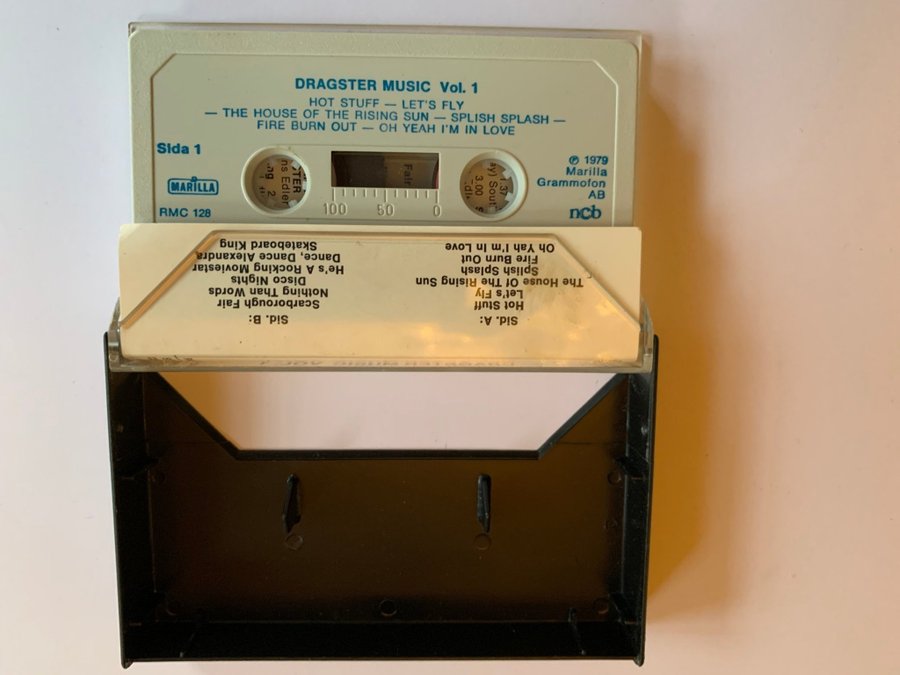 DRAGSTER MUSIC Vol. 1
HOT STUFF — LET'S FLY
— THE HOUSE OF THE RISING SUN — SPLISH SPLASH —
FIRE BURN OUT — OH YEAH I'M IN LOVE
Sida 1
MARILLA
RMC 128
100 50 0
Fair
℗ 1979
Marilla
Grammofon
AB
ncb
Sid. A:
Hot Stuff
Let's Fly
The House Of The Rising Sun
Splish Splash
Fire Burn Out
Oh Yah I'm In Love
Sid. B:
Scarborough Fair
Nothing Than Words
Disco Nights
He's A Rocking Moviestar
Dance, Dance Alexandra
Skateboard King